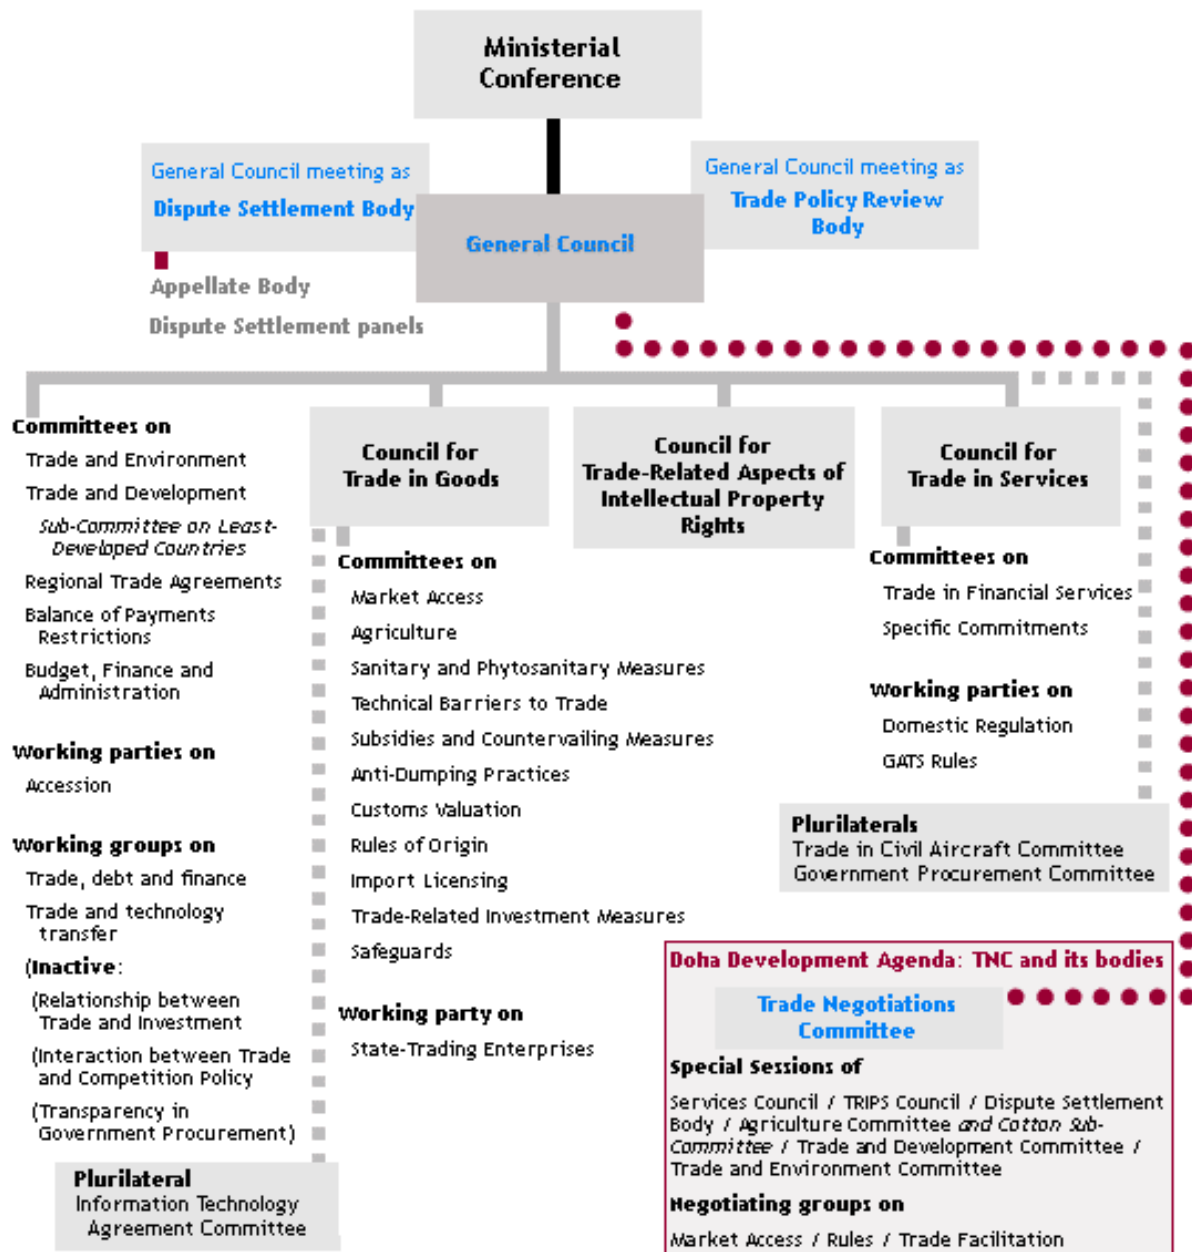 Ministerial
Conference
General Council meeting as
Dispute Settlement Body
General Council meeting as
Trade Policy Review
Body
General Council
Appellate Body
Dispute Settlement panels
Committees on
Trade and Environment
Trade and Development
Sub-Committee on Least-
Developed Countries
Regional Trade Agreements
Balance of Payments
Restrictions
Budget, Finance and
Administration
Working parties on
Accession
Working groups on
Trade, debt and finance
Trade and technology
transfer
(Inactive:
(Relationship between
Trade and Investment
(Interaction between Trade
and Competition Policy
(Transparency in
Government Procurement)
Plurilateral
Information Technology
Agreement Committee
Council for
Trade in Goods
Committees on
Market Access
Agriculture
Sanitary and Phytosanitary Measures
Technical Barriers to Trade
Subsidies and Countervailing Measures
Anti-Dumping Practices
Customs Valuation
Rules of Origin
Import Licensing
Trade-Related Investment Measures
Safeguards
Working party on
State-Trading Enterprises
Council for
Trade-Related Aspects of
Intellectual Property
Rights
Council for
Trade in Services
Committees on
Trade in Financial Services
Specific Commitments
Working parties on
Domestic Regulation
GATS Rules
Plurilaterals
Trade in Civil Aircraft Committee
Government Procurement Committee
Doha Development Agenda: TNC and its bodies
Trade Negotiations
Committee
Special Sessions of
Services Council / TRIPS Council / Dispute Settlement
Body / Agriculture Committee and Cotton Sub-
Committee / Trade and Development Committee /
Trade and Environment Committee
Negotiating groups on
Market Access / Rules / Trade Facilitation